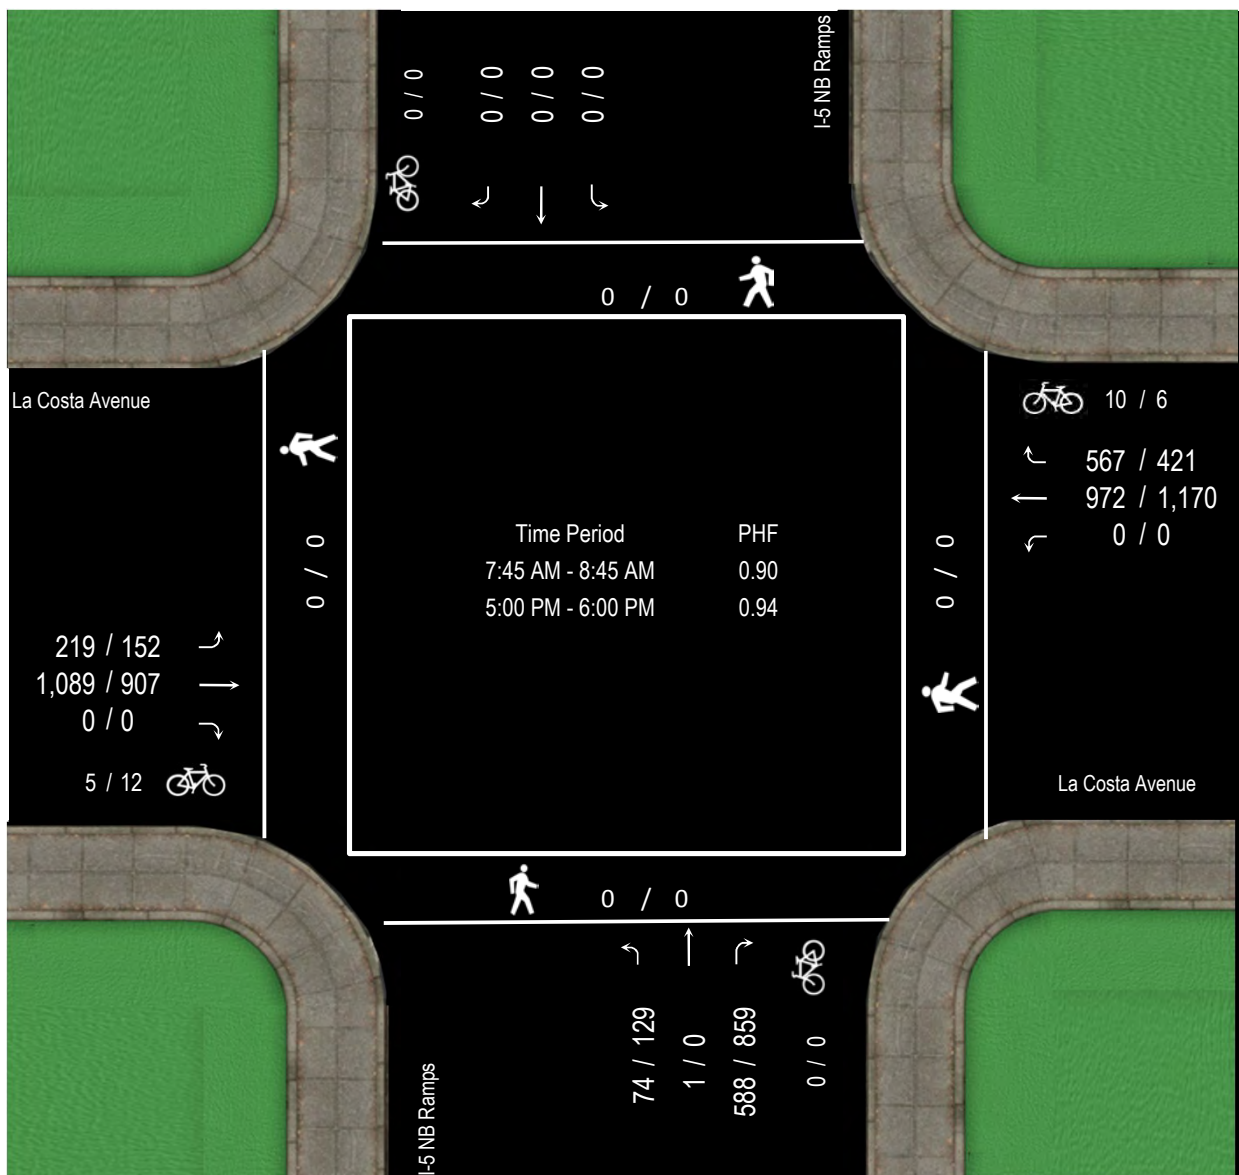 I-5 NB Ramps
0 / 0
0 / 0
0 / 0
0 / 0
0 / 0
La Costa Avenue
10 / 6
567 / 421
972 / 1,170
0 / 0
0 / 0
Time Period PHF
7:45 AM - 8:45 AM 0.90
5:00 PM - 6:00 PM 0.94
0 / 0
219 / 152
1,089 / 907
0 / 0
5 / 12
La Costa Avenue
0 / 0
74 / 129
1 / 0
588 / 859
0 / 0
I-5 NB Ramps